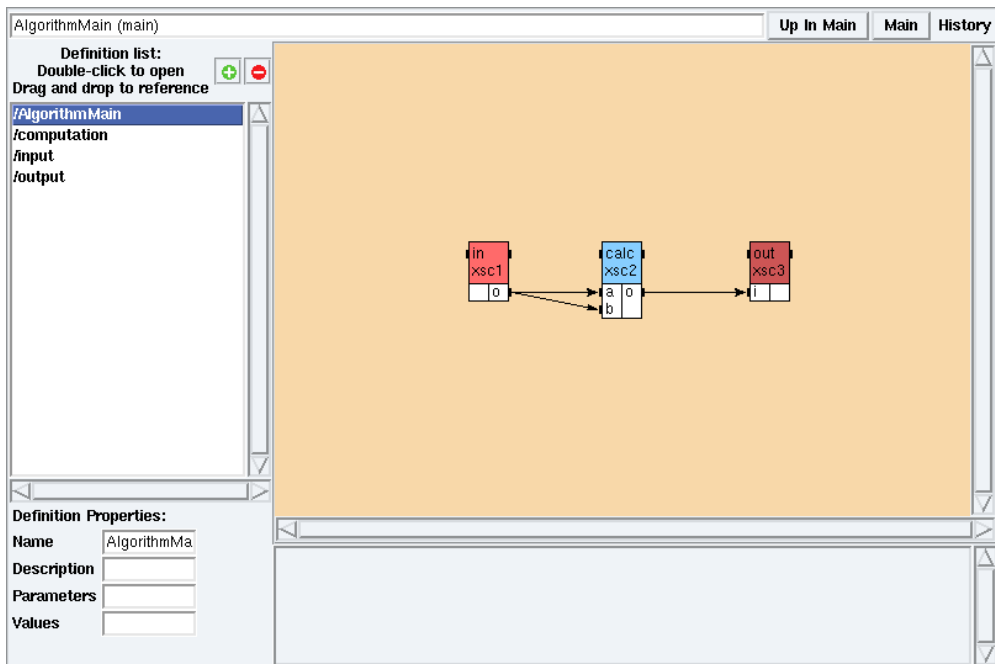 AlgorithmMain (main)
Up In Main
Main
History
Definition list:
Double-click to open
Drag and drop to reference
/AlgorithmMain
/computation
/input
/output
in
xsc1
o
calc
xsc2
a o
b
out
xsc3
i
Definition Properties:
Name AlgorithmMa
Description
Parameters
Values